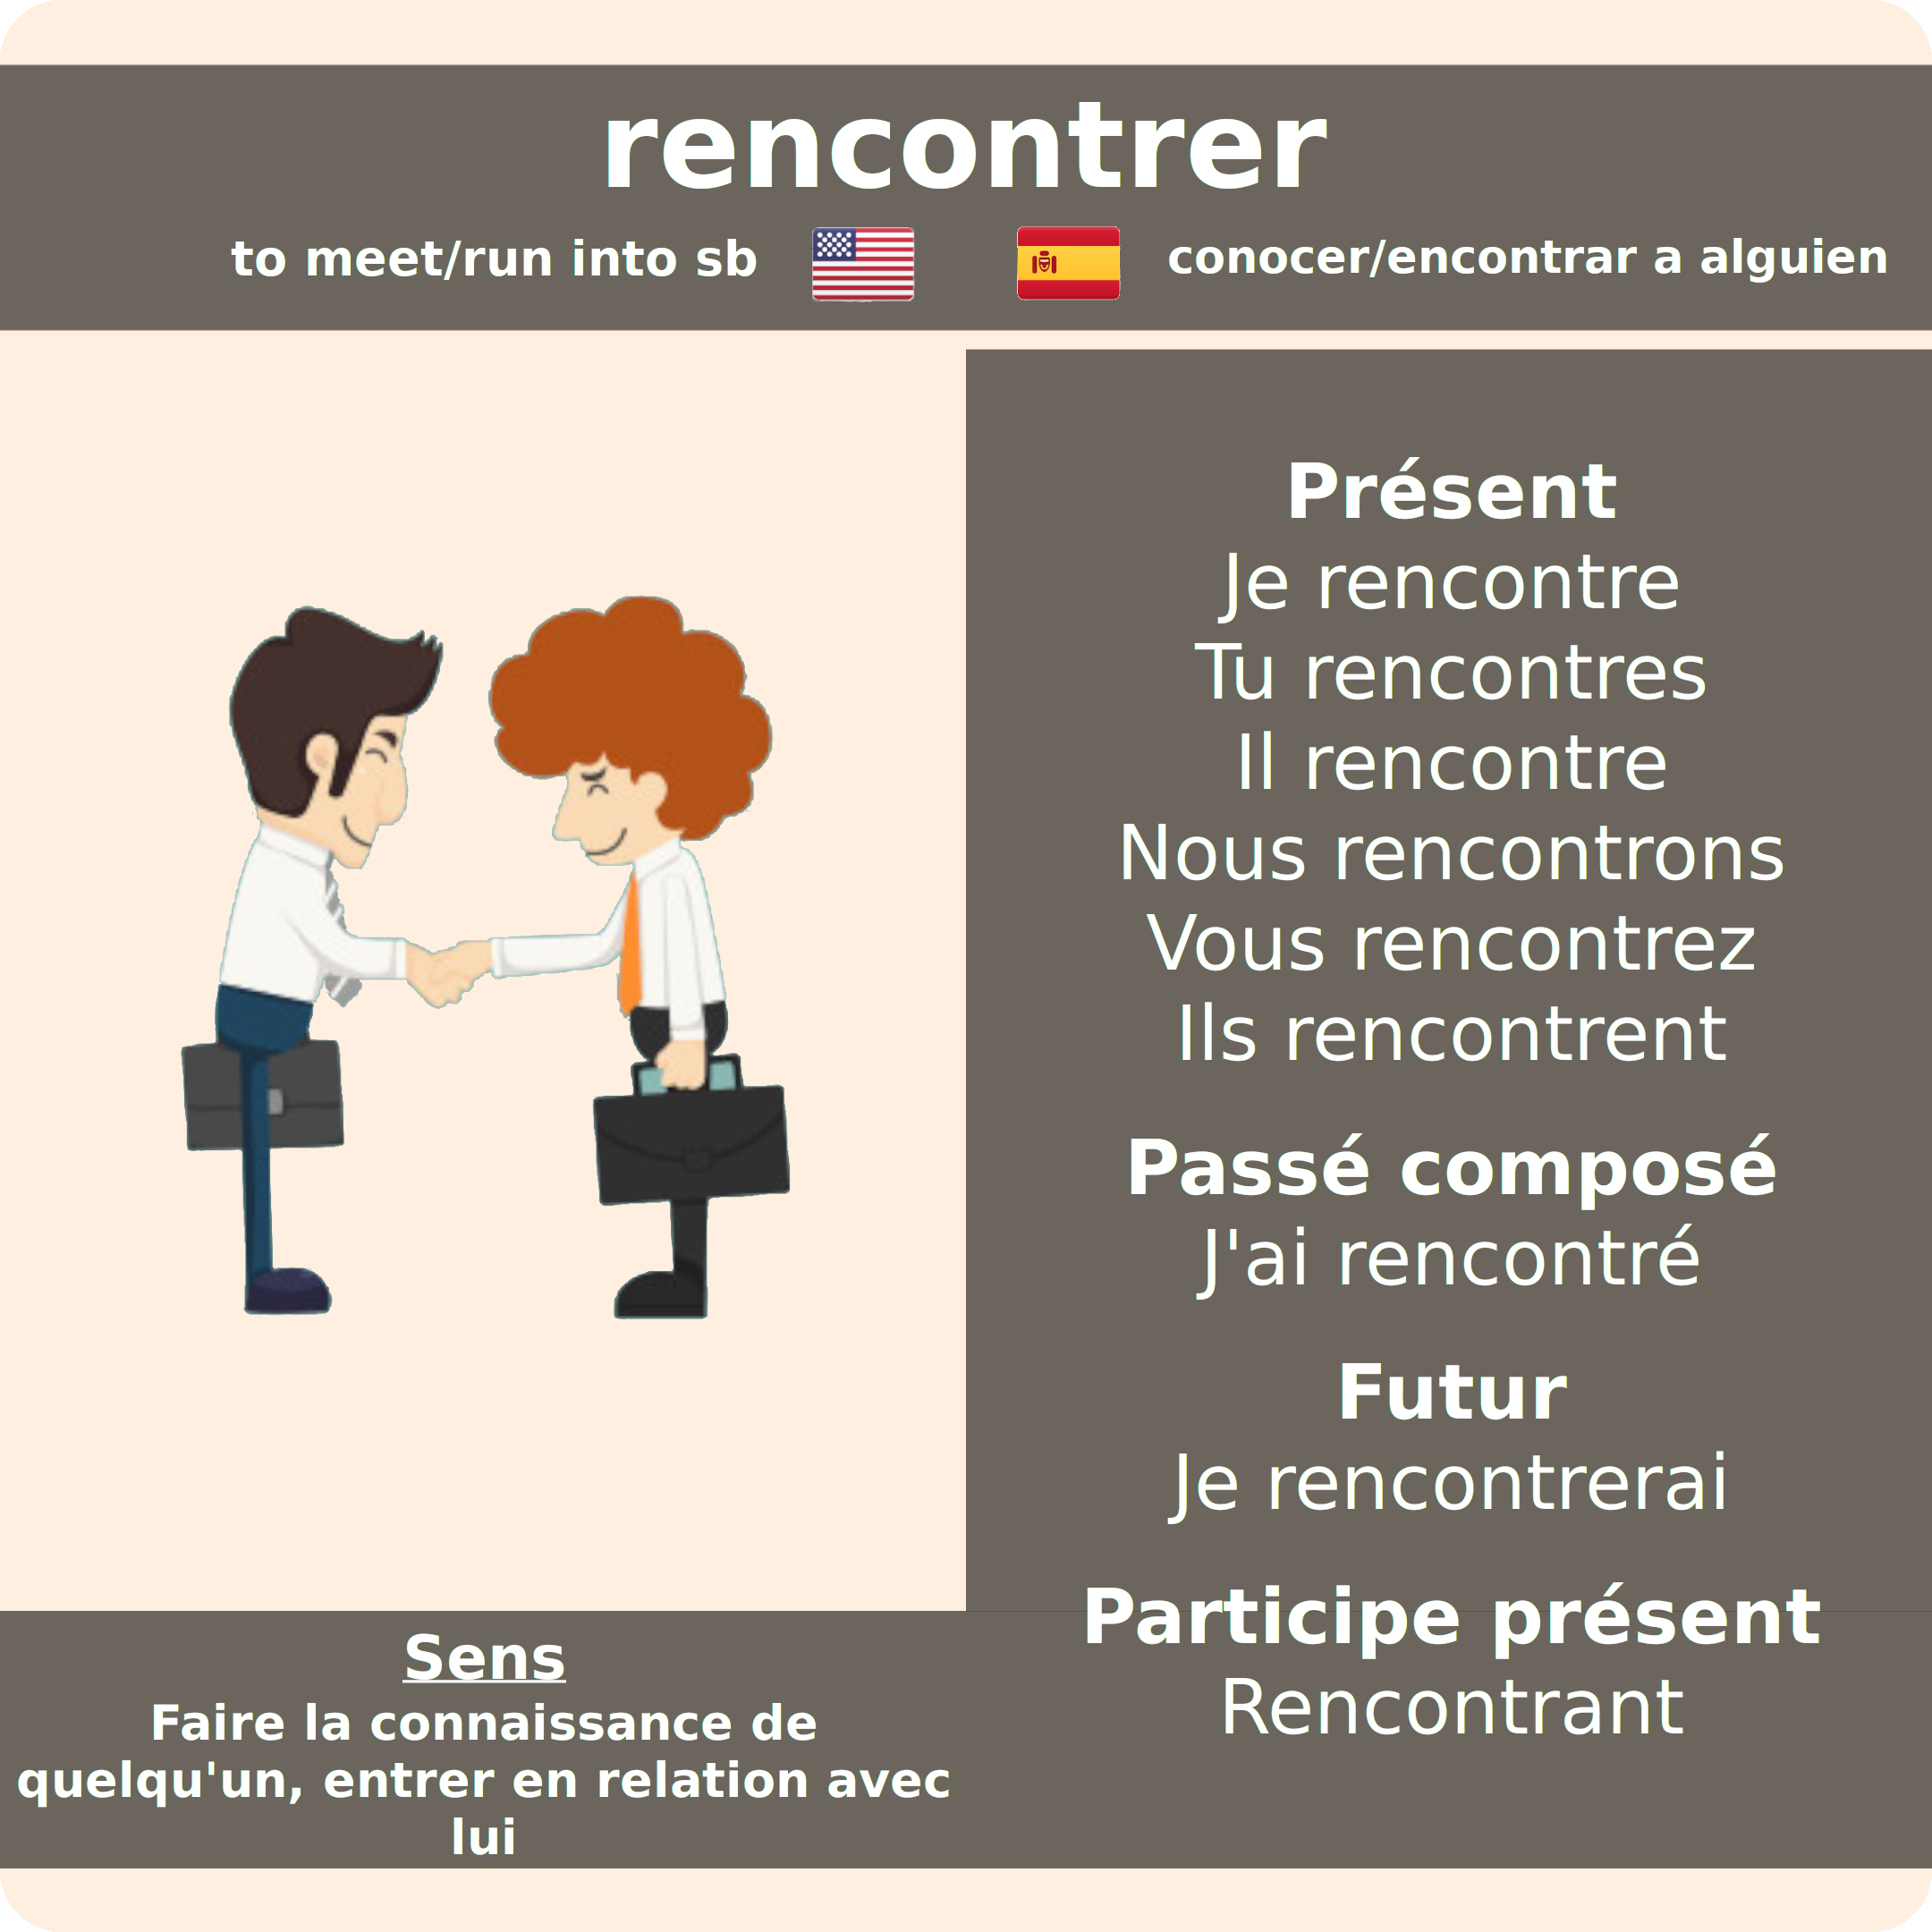 rencontrer
to meet/run into sb
conocer/encontrar a alguien
Présent
Je rencontre
Tu rencontres
Il rencontre
Nous rencontrons
Vous rencontrez
Ils rencontrent
Passé composé
J'ai rencontré
Futur
Je rencontrerai
Participe présent
Rencontrant
Sens
Faire la connaissance de
quelqu'un, entrer en relation avec
lui